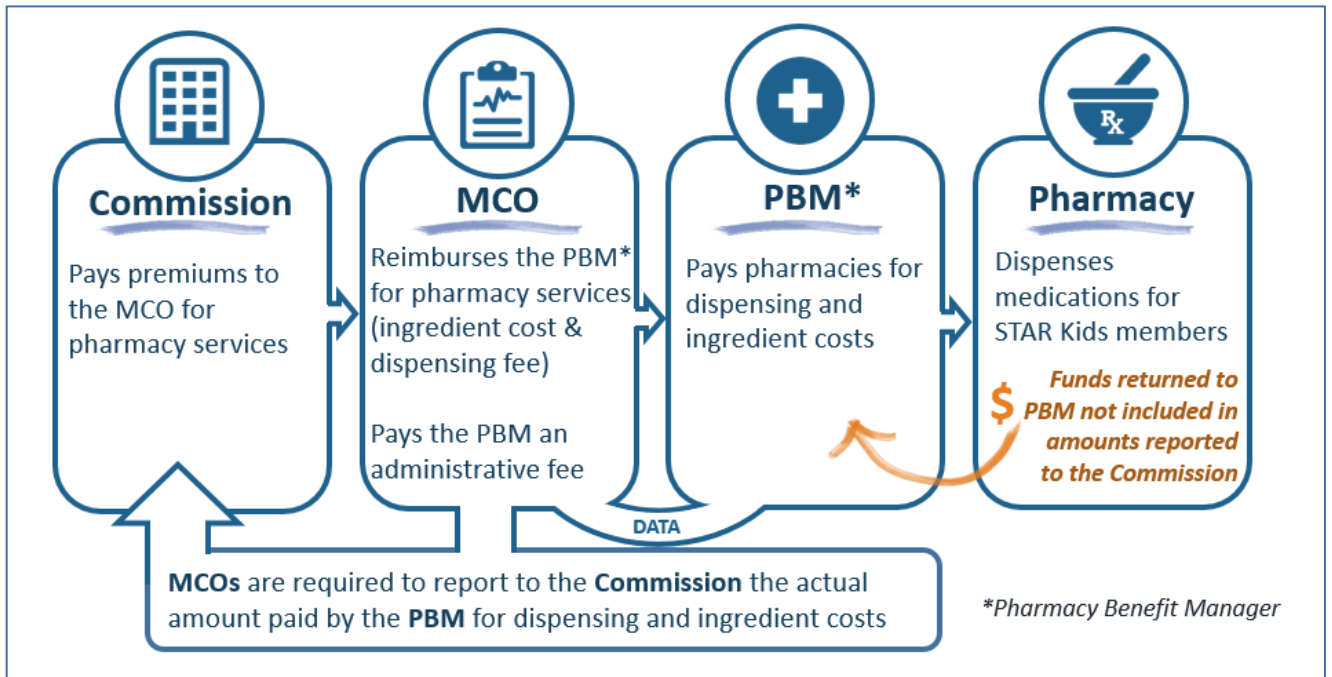 Commission
Pays premiums to
the MCO for
pharmacy services
MCO
Reimburses the PBM*
for pharmacy services
(ingredient cost &
dispensing fee)
Pays the PBM an
administrative fee
PBM*
Pays pharmacies for
dispensing and
ingredient costs
Rx
Pharmacy
Dispenses
medications for
STAR Kids members
$
Funds returned to
PBM not included in
amounts reported
to the Commission
DATA
MCOs are required to report to the Commission the actual
amount paid by the PBM for dispensing and ingredient costs
*Pharmacy Benefit Manager